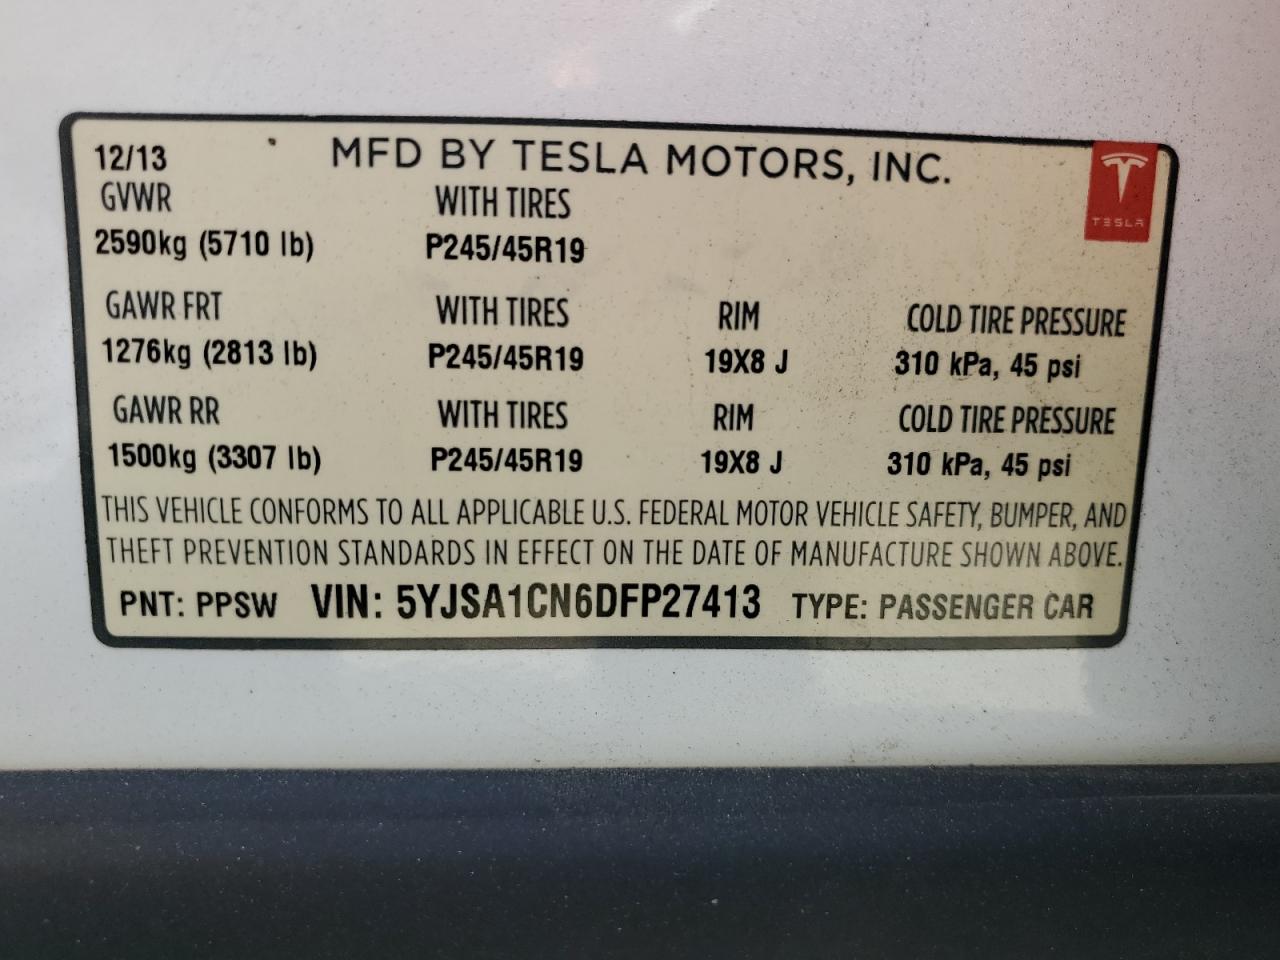 12/13 MFD BY TESLA MOTORS, INC.
TESLA
GVWR WITH TIRES
2590kg (5710 lb) P245/45R19
GAWR FRT WITH TIRES RIM COLD TIRE PRESSURE
1276kg (2813 lb) P245/45R19 19X8 J 310 kPa, 45 psi
GAWR RR WITH TIRES RIM COLD TIRE PRESSURE
1500kg (3307 lb) P245/45R19 19X8 J 310 kPa, 45 psi
THIS VEHICLE CONFORMS TO ALL APPLICABLE U.S. FEDERAL MOTOR VEHICLE SAFETY, BUMPER, AND
THEFT PREVENTION STANDARDS IN EFFECT ON THE DATE OF MANUFACTURE SHOWN ABOVE.
PNT: PPSW VIN: 5YJSA1CN6DFP27413 TYPE: PASSENGER CAR